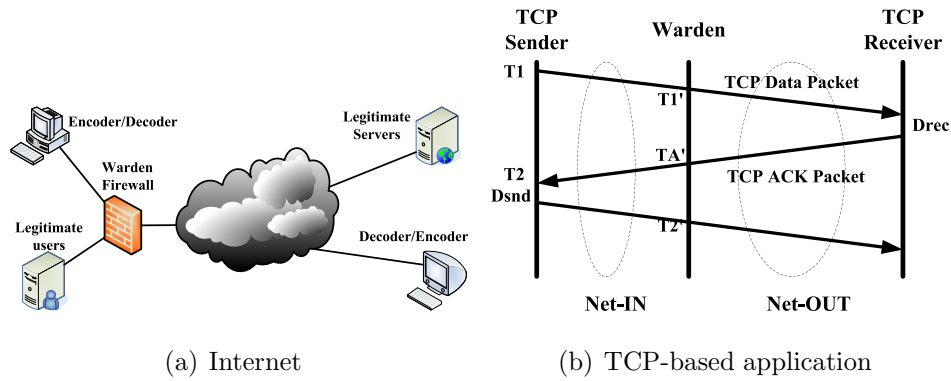 Encoder/Decoder
Warden
Firewall
Legitimate
users
Legitimate
Servers
Decoder/Encoder
(a) Internet
TCP
Sender
Warden
TCP
Receiver
T1
TCP Data Packet
T1'
Drec
TA'
TCP ACK Packet
T2
Dsnd
T2'
Net-IN
Net-OUT
(b) TCP-based application